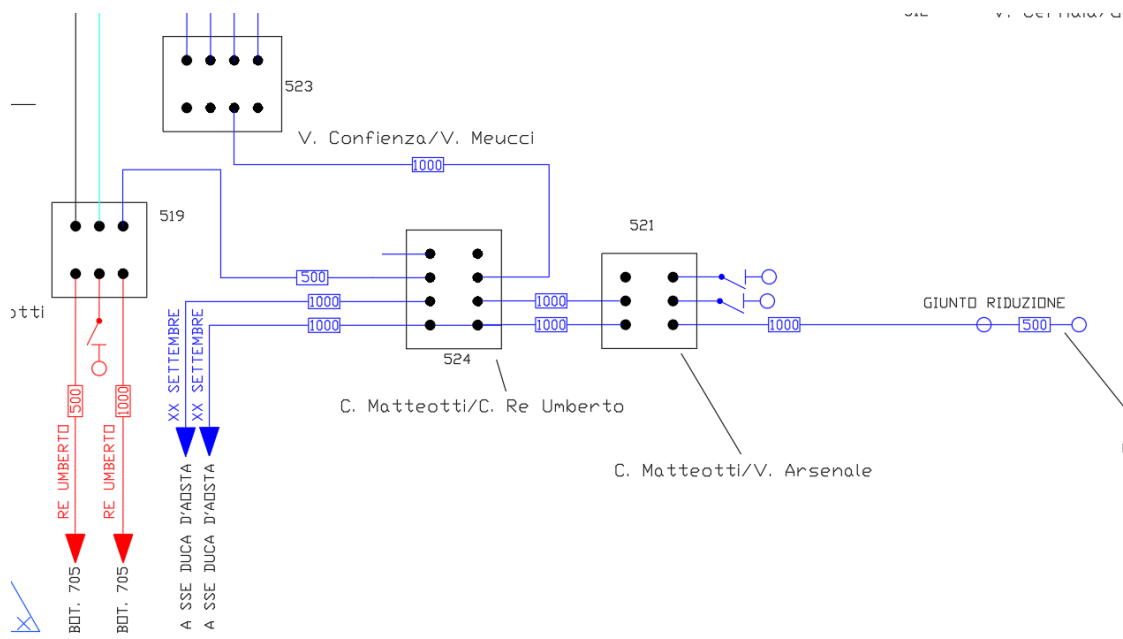 523
V. Confienza/V. Meucci
1000
519
521
500
1000
1000
GIUNTO RIDUZIONE
1000
1000
1000
500
524
XX SETTEMBRE
XX SETTEMBRE
C. Matteotti/C. Re Umberto
500
1000
C. Matteotti/V. Arsenale
RE UMBERTO
RE UMBERTO
A SSE DUCA D'AOSTA
A SSE DUCA D'AOSTA
BOT. 705
BOT. 705
X